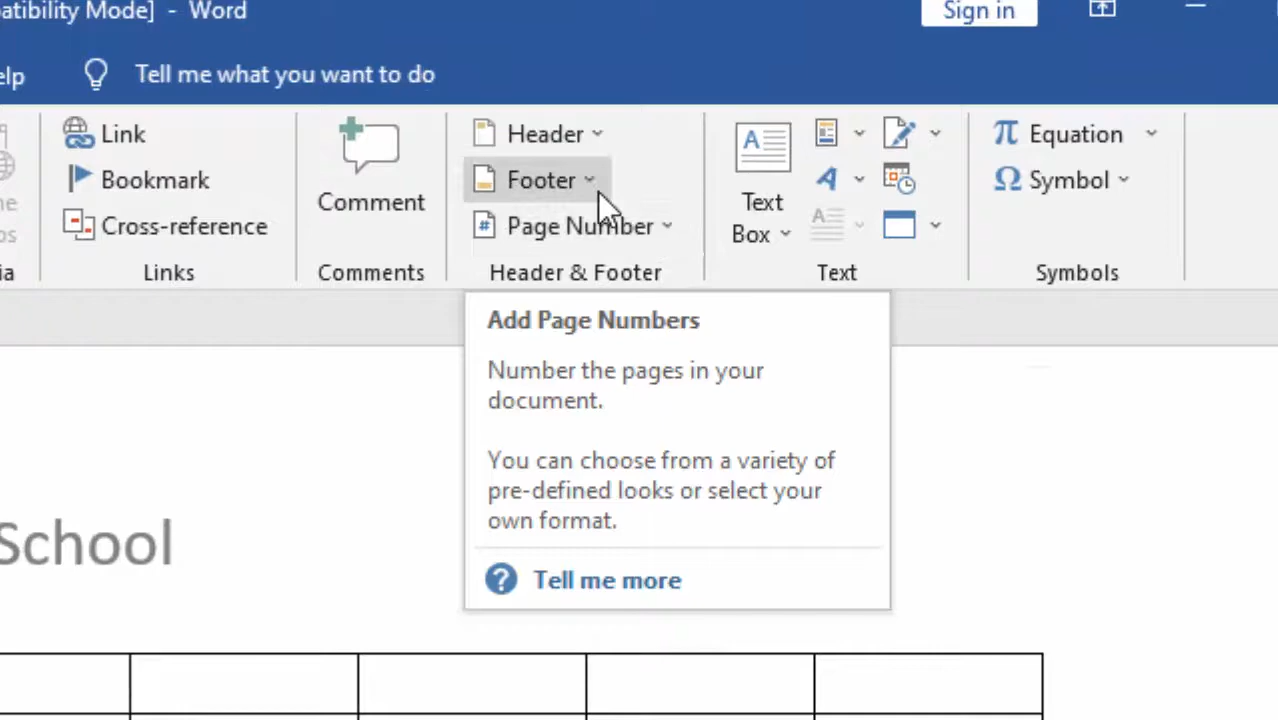 atibility Mode] - Word
Sign in
elp
Tell me what you want to do
Link
Bookmark
Cross-reference
Links
Comment
Comments
Header
Footer
Page Number
Header & Footer
Text
Box
Text
Equation
Symbol
Symbols
Add Page Numbers
Number the pages in your
document.
You can choose from a variety of
pre-defined looks or select your
own format.
Tell me more
School